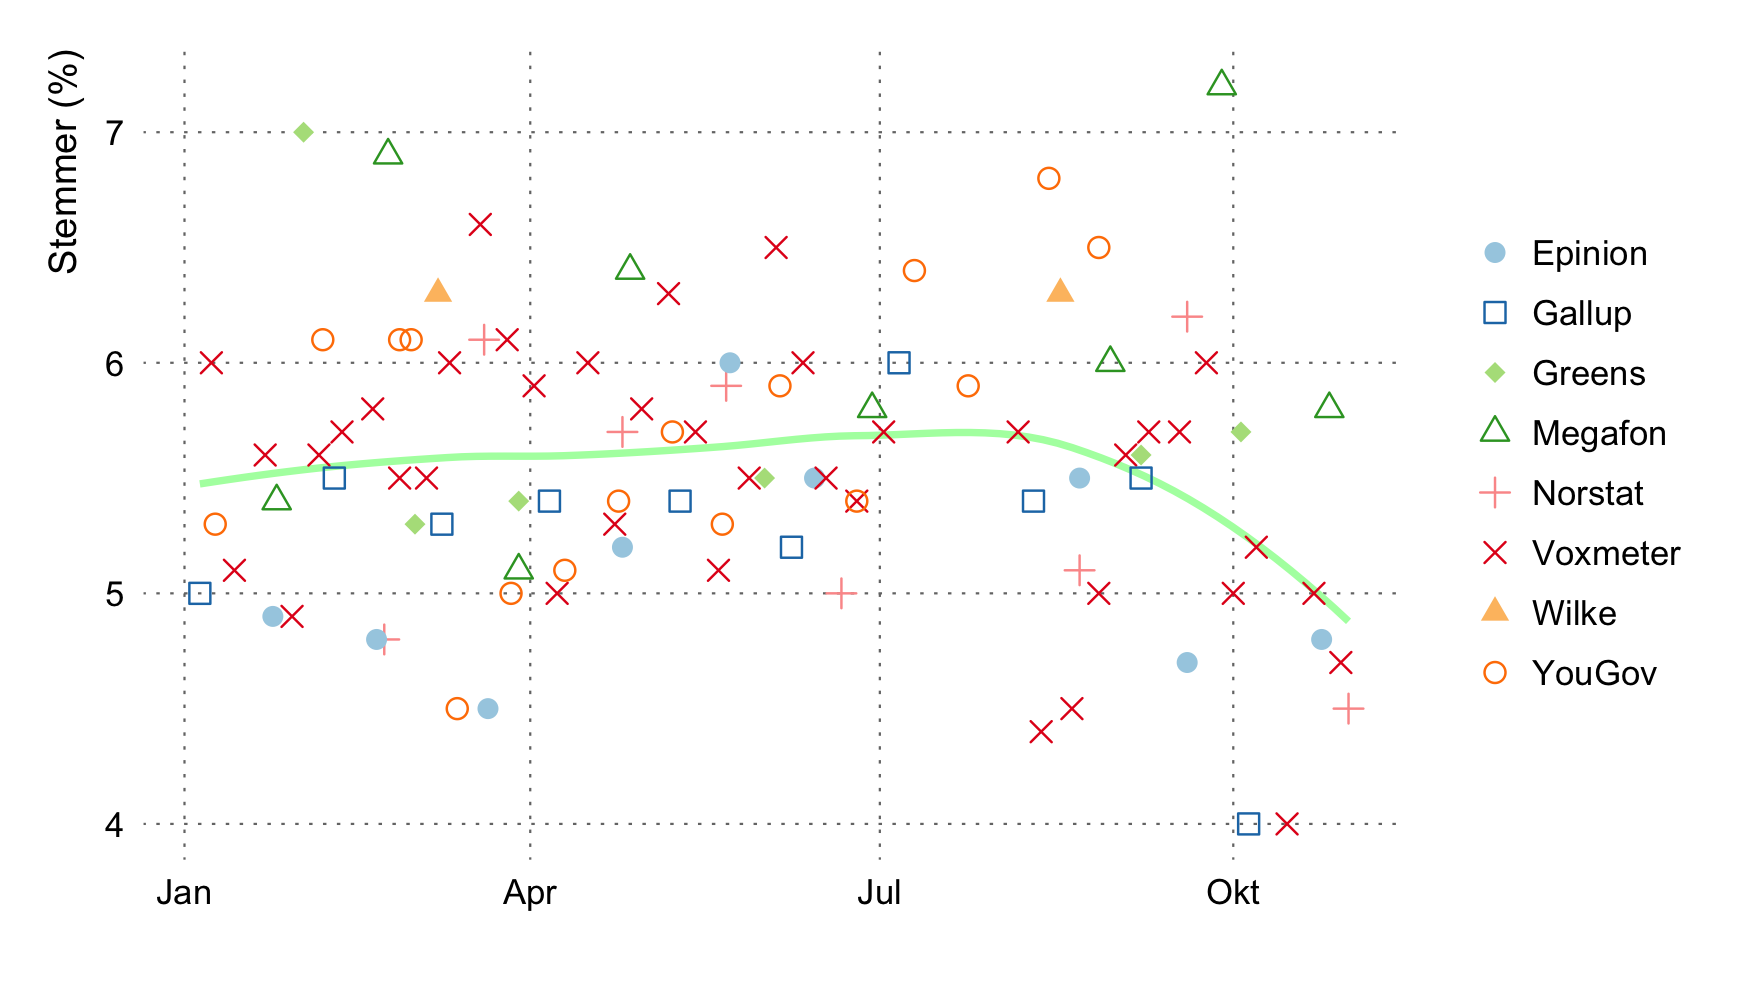 Stemmer (%)
7
6
5
4
Jan Apr Jul Okt
Epinion
Gallup
Greens
Megafon
Norstat
Voxmeter
Wilke
YouGov